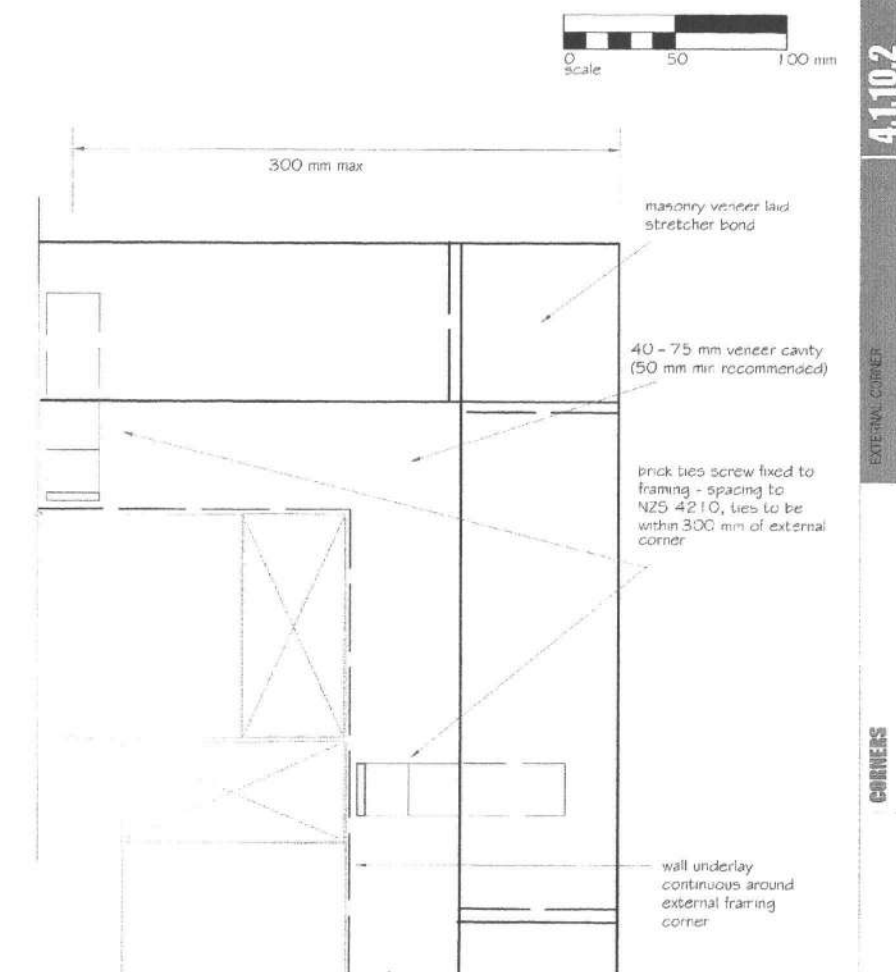 0
50
100 mm
scale
4.1.10.2
300 mm max
masonry veneer laid
stretcher bond
EXTERNAL CORNER
40 - 75 mm veneer cavity
(50 mm min recommended)
brick ties screw fixed to
framing - spacing to
NZS 4210, ties to be
within 300 mm of external
corner
CORNERS
wall underlay
continuous around
external framing
corner